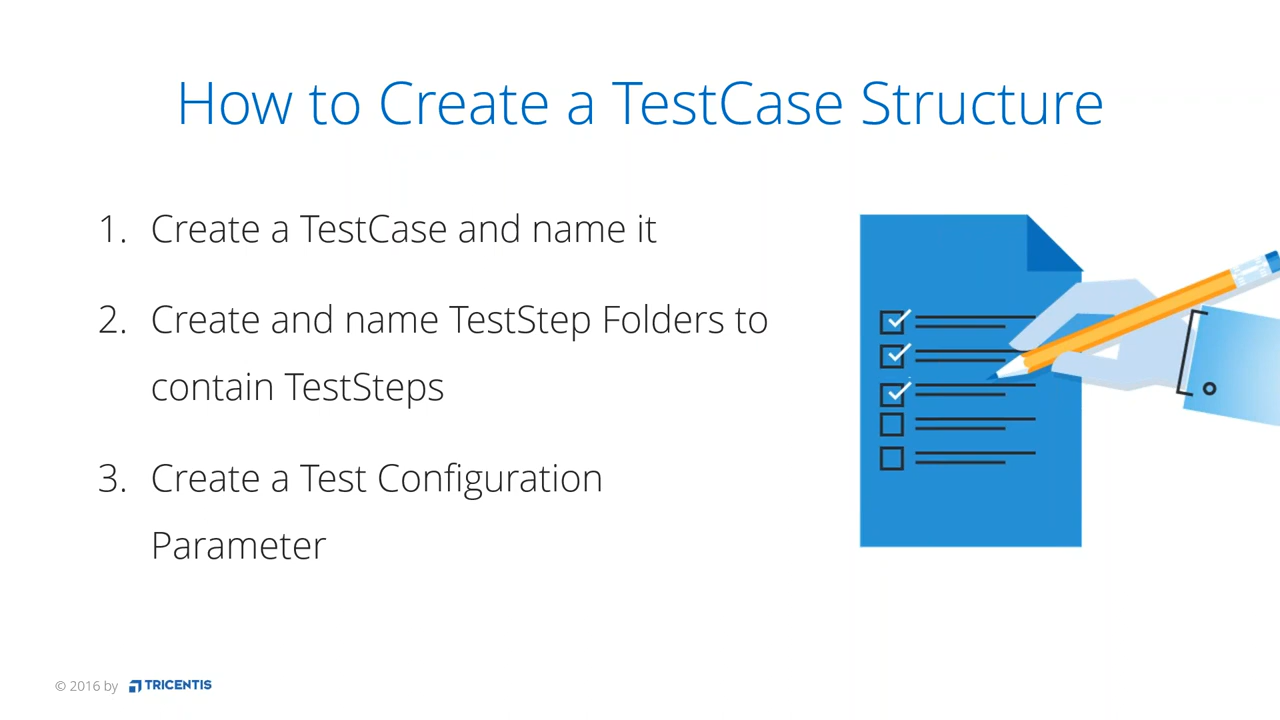 How to Create a TestCase Structure
1. Create a TestCase and name it
2. Create and name TestStep Folders to
contain TestSteps
3. Create a Test Configuration
Parameter
© 2016 by TRICENTIS